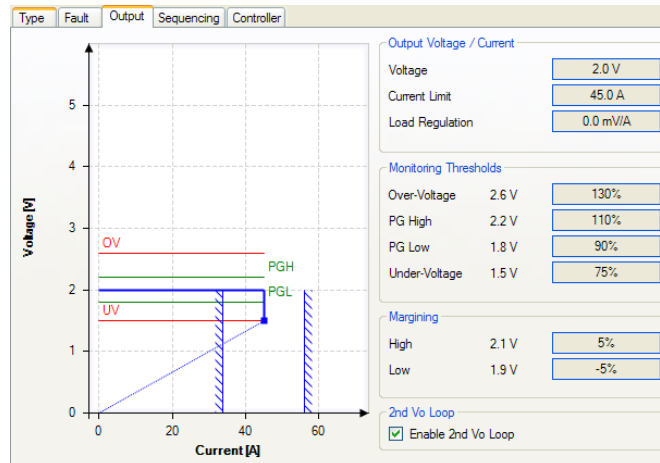 Type Fault Output Sequencing Controller
Voltage [V]
5
4
3
2
1
0
OV
PGH
PGL
UV
0 20 40 60
Current [A]
Output Voltage / Current
Voltage 2.0 V
Current Limit 45.0 A
Load Regulation 0.0 mV/A
Monitoring Thresholds
Over-Voltage 2.6 V 130%
PG High 2.2 V 110%
PG Low 1.8 V 90%
Under-Voltage 1.5 V 75%
Margining
High 2.1 V 5%
Low 1.9 V -5%
2nd Vo Loop
Enable 2nd Vo Loop